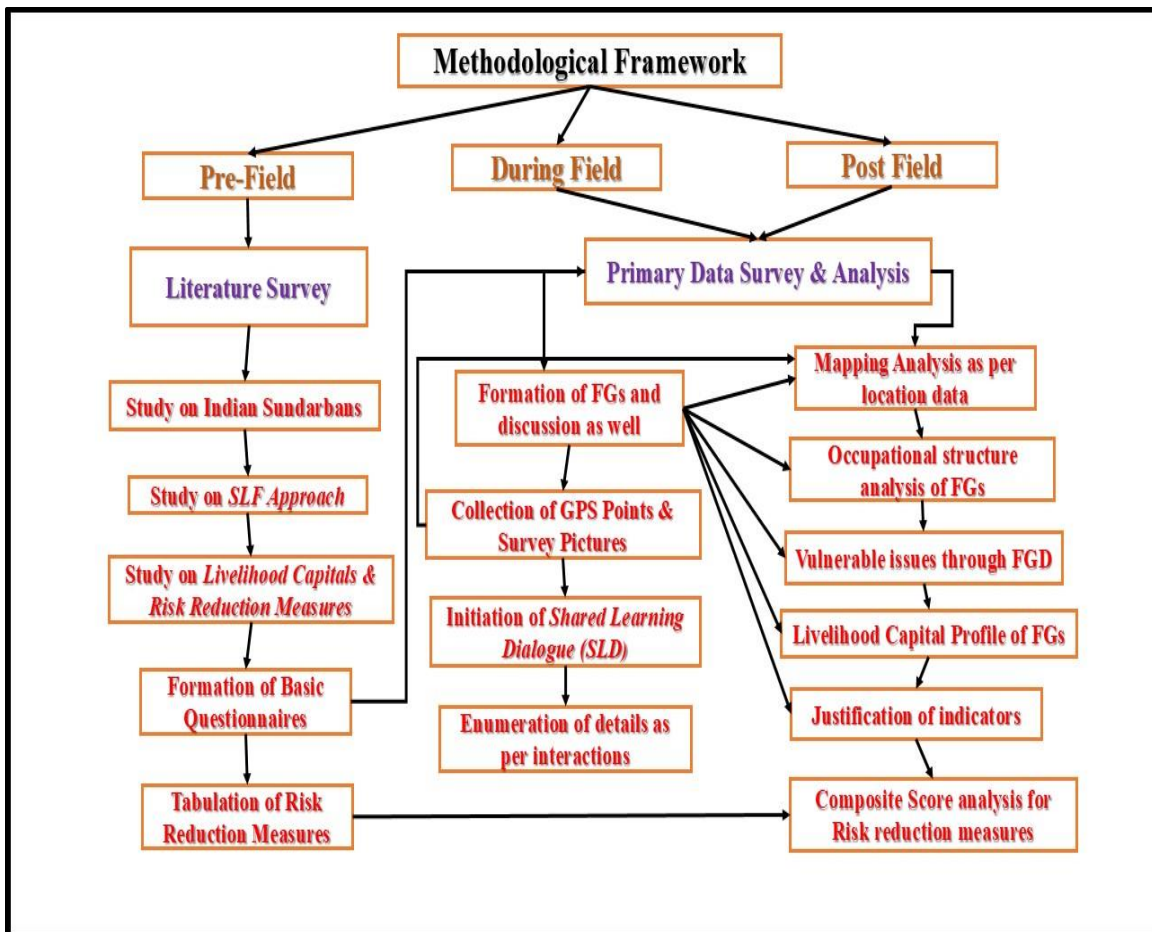 Methodological Framework
Pre-Field
During Field
Post Field
Literature Survey
Primary Data Survey & Analysis
Study on Indian Sundarbans
Study on SLF Approach
Study on Livelihood Capitals &
Risk Reduction Measures
Formation of Basic
Questionnaires
Tabulation of Risk
Reduction Measures
Formation of FGs and
discussion as well
Collection of GPS Points &
Survey Pictures
Initiation of Shared Learning
Dialogue (SLD)
Enumeration of details as
per interactions
Mapping Analysis as per
location data
Occupational structure
analysis of FGs
Vulnerable issues through FGD
Livelihood Capital Profile of FGs
Justification of indicators
Composite Score analysis for
Risk reduction measures